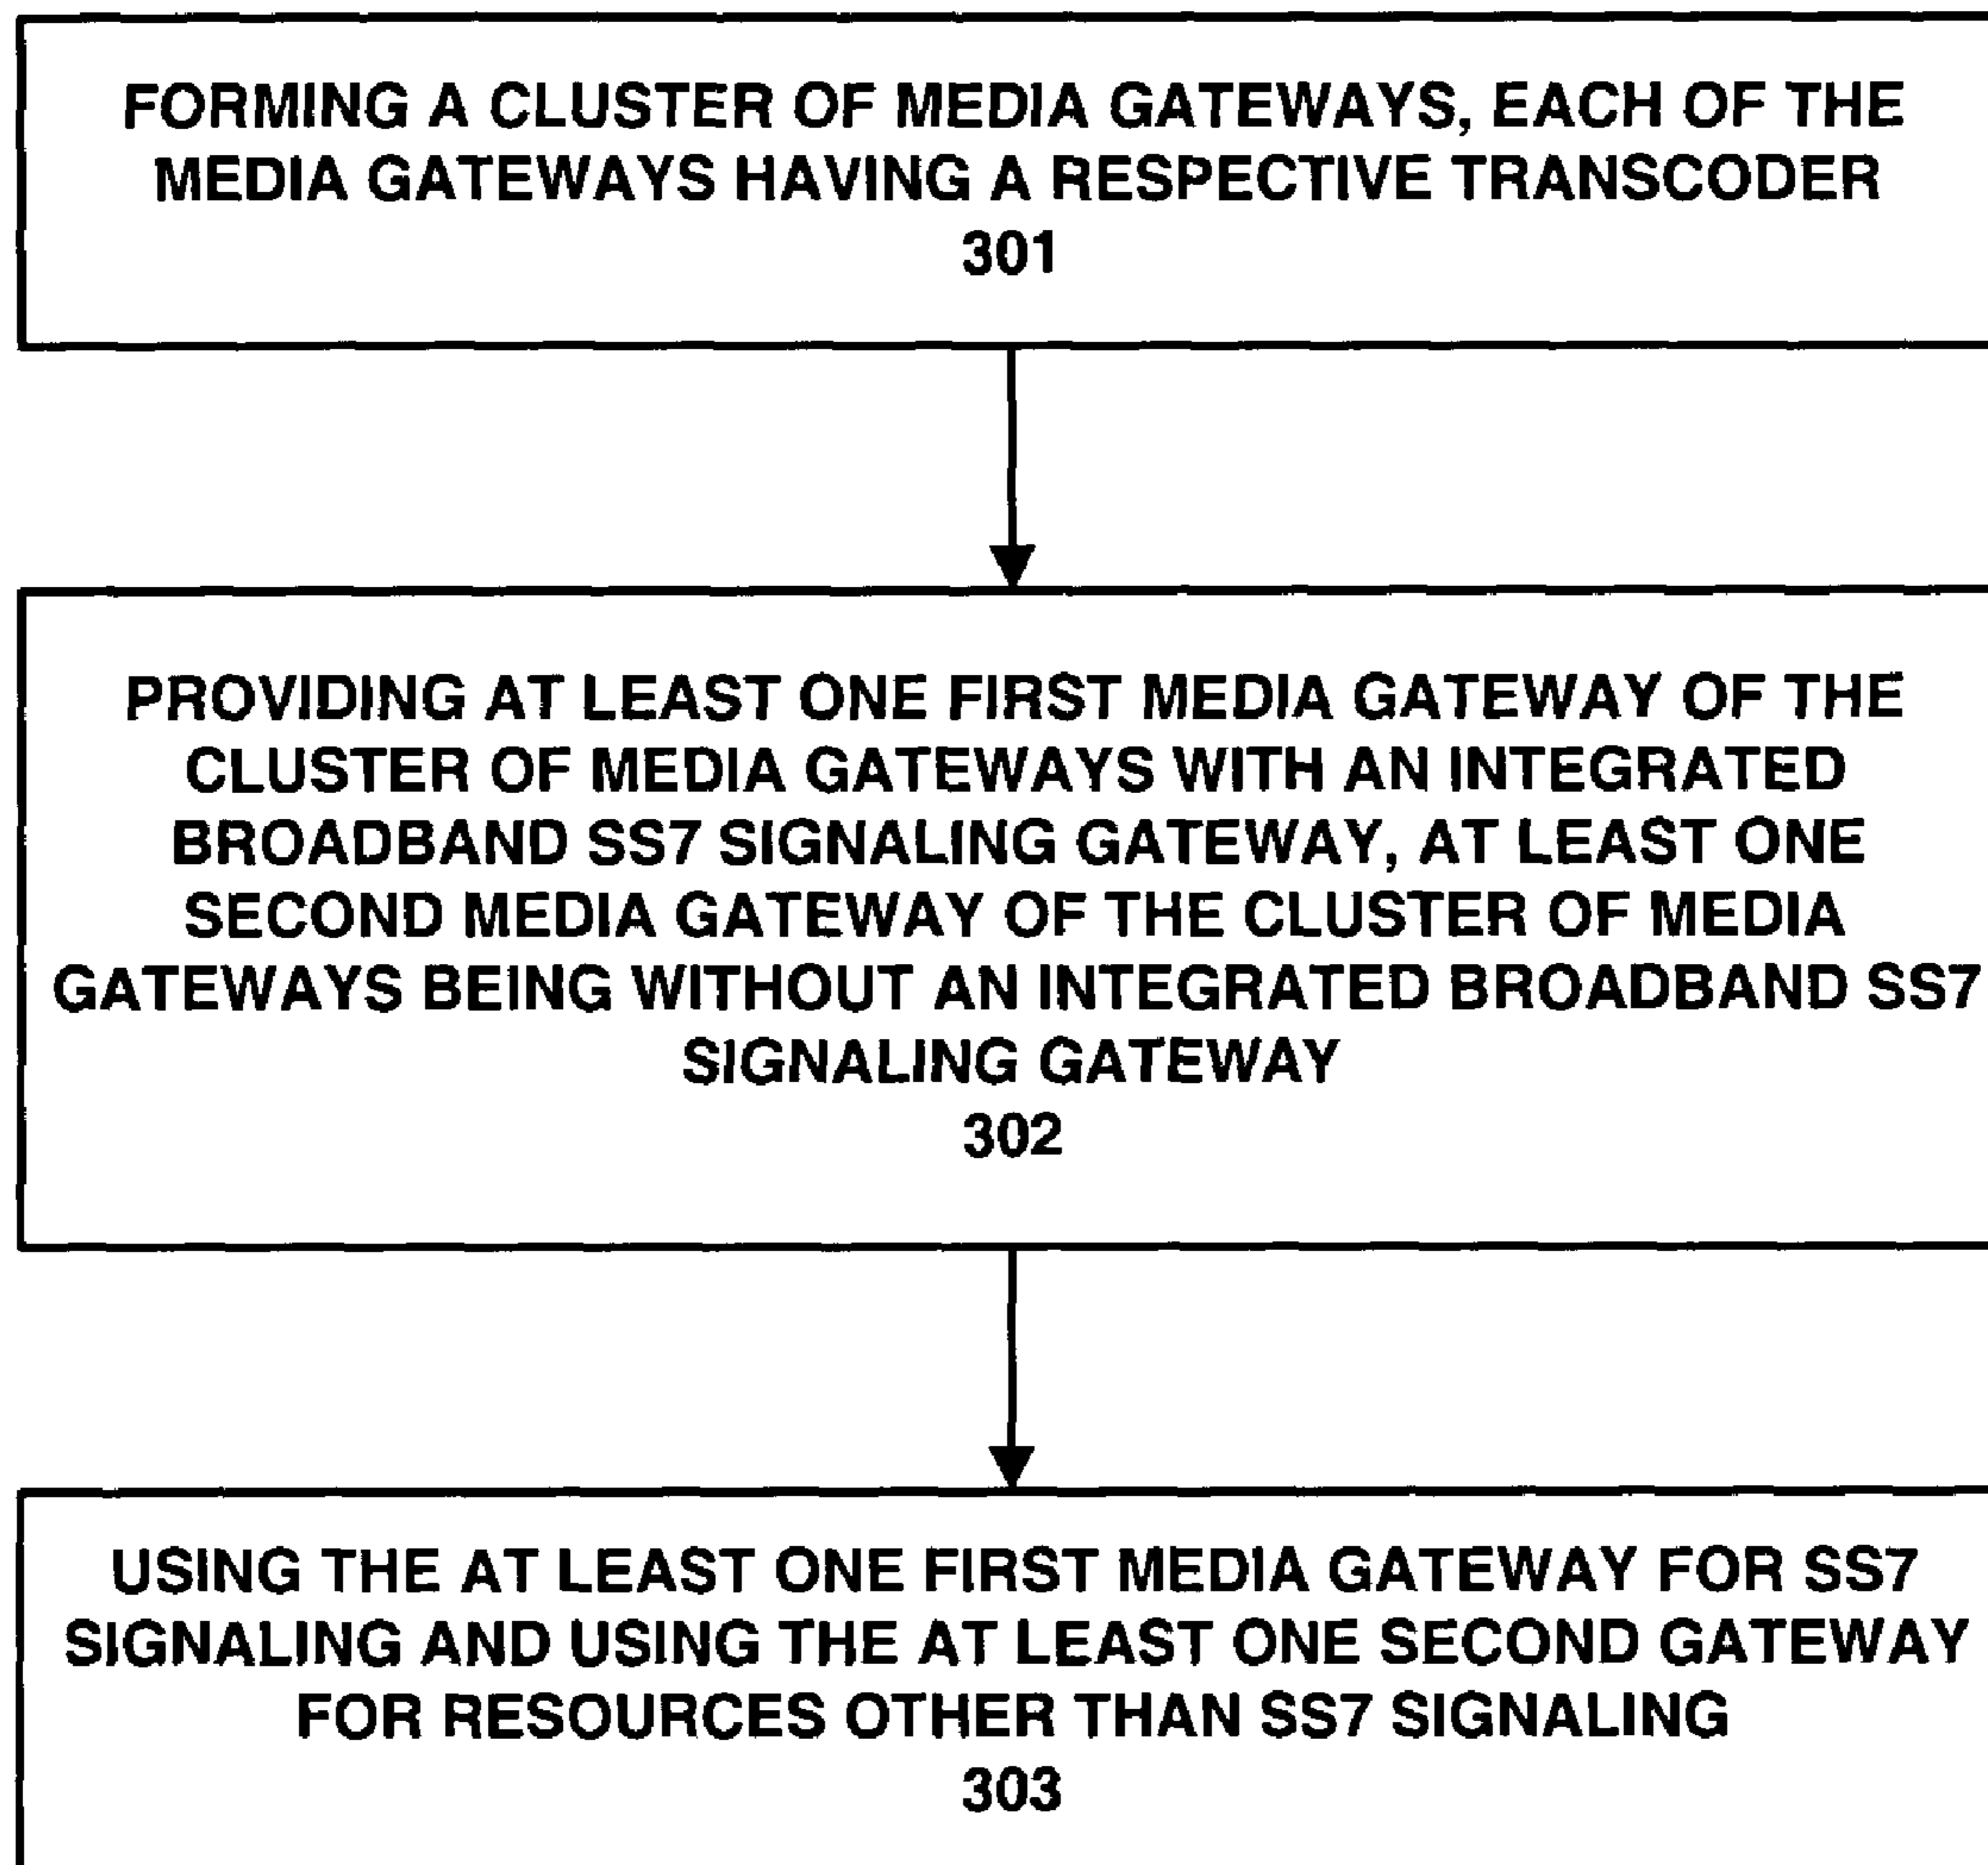 FORMING A CLUSTER OF MEDIA GATEWAYS, EACH OF THE
MEDIA GATEWAYS HAVING A RESPECTIVE TRANSCODER
301
PROVIDING AT LEAST ONE FIRST MEDIA GATEWAY OF THE
CLUSTER OF MEDIA GATEWAYS WITH AN INTEGRATED
BROADBAND SS7 SIGNALING GATEWAY, AT LEAST ONE
SECOND MEDIA GATEWAY OF THE CLUSTER OF MEDIA
GATEWAYS BEING WITHOUT AN INTEGRATED BROADBAND SS7
SIGNALING GATEWAY
302
USING THE AT LEAST ONE FIRST MEDIA GATEWAY FOR SS7
SIGNALING AND USING THE AT LEAST ONE SECOND GATEWAY
FOR RESOURCES OTHER THAN SS7 SIGNALING
303